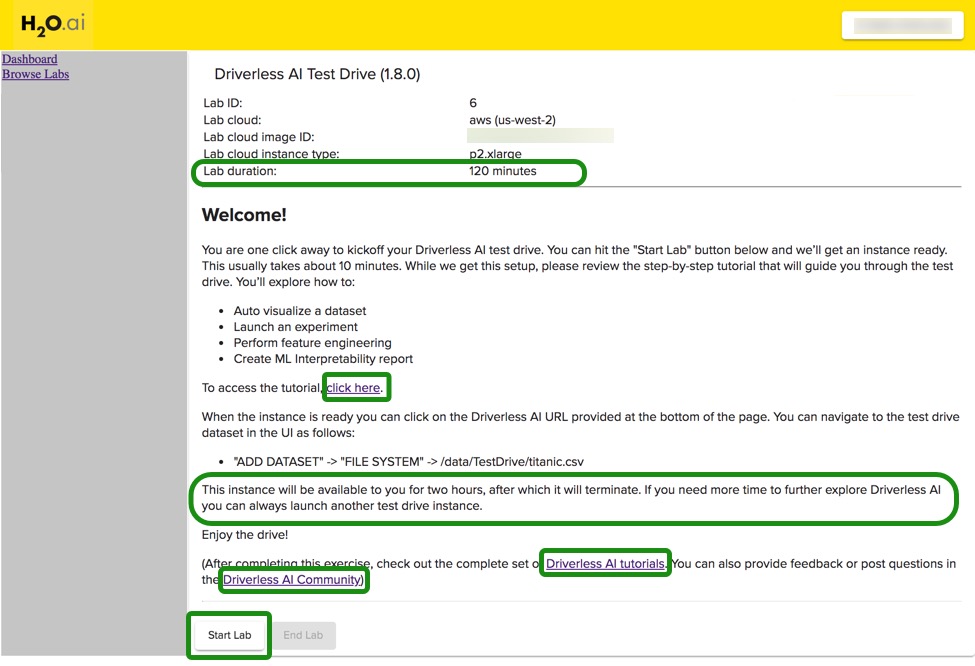 H2O.ai
Dashboard
Browse Labs
Driverless AI Test Drive (1.8.0)
Lab ID: 6
Lab cloud: aws (us-west-2)
Lab cloud image ID:
Lab cloud instance type: p2.xlarge
Lab duration: 120 minutes
Welcome!
You are one click away to kickoff your Driverless AI test drive. You can hit the "Start Lab" button below and we'll get an instance ready.
This usually takes about 10 minutes. While we get this setup, please review the step-by-step tutorial that will guide you through the test
drive. You'll explore how to:
• Auto visualize a dataset
• Launch an experiment
• Perform feature engineering
• Create ML Interpretability report
To access the tutorial, click here.
When the instance is ready you can click on the Driverless AI URL provided at the bottom of the page. You can navigate to the test drive
dataset in the UI as follows:
• "ADD DATASET" -> "FILE SYSTEM" -> /data/TestDrive/titanic.csv
This instance will be available to you for two hours, after which it will terminate. If you need more time to further explore Driverless AI
you can always launch another test drive instance.
Enjoy the drive!
(After completing this exercise, check out the complete set o Driverless AI tutorials. You can also provide feedback or post questions in
the Driverless AI Community)
Start Lab End Lab